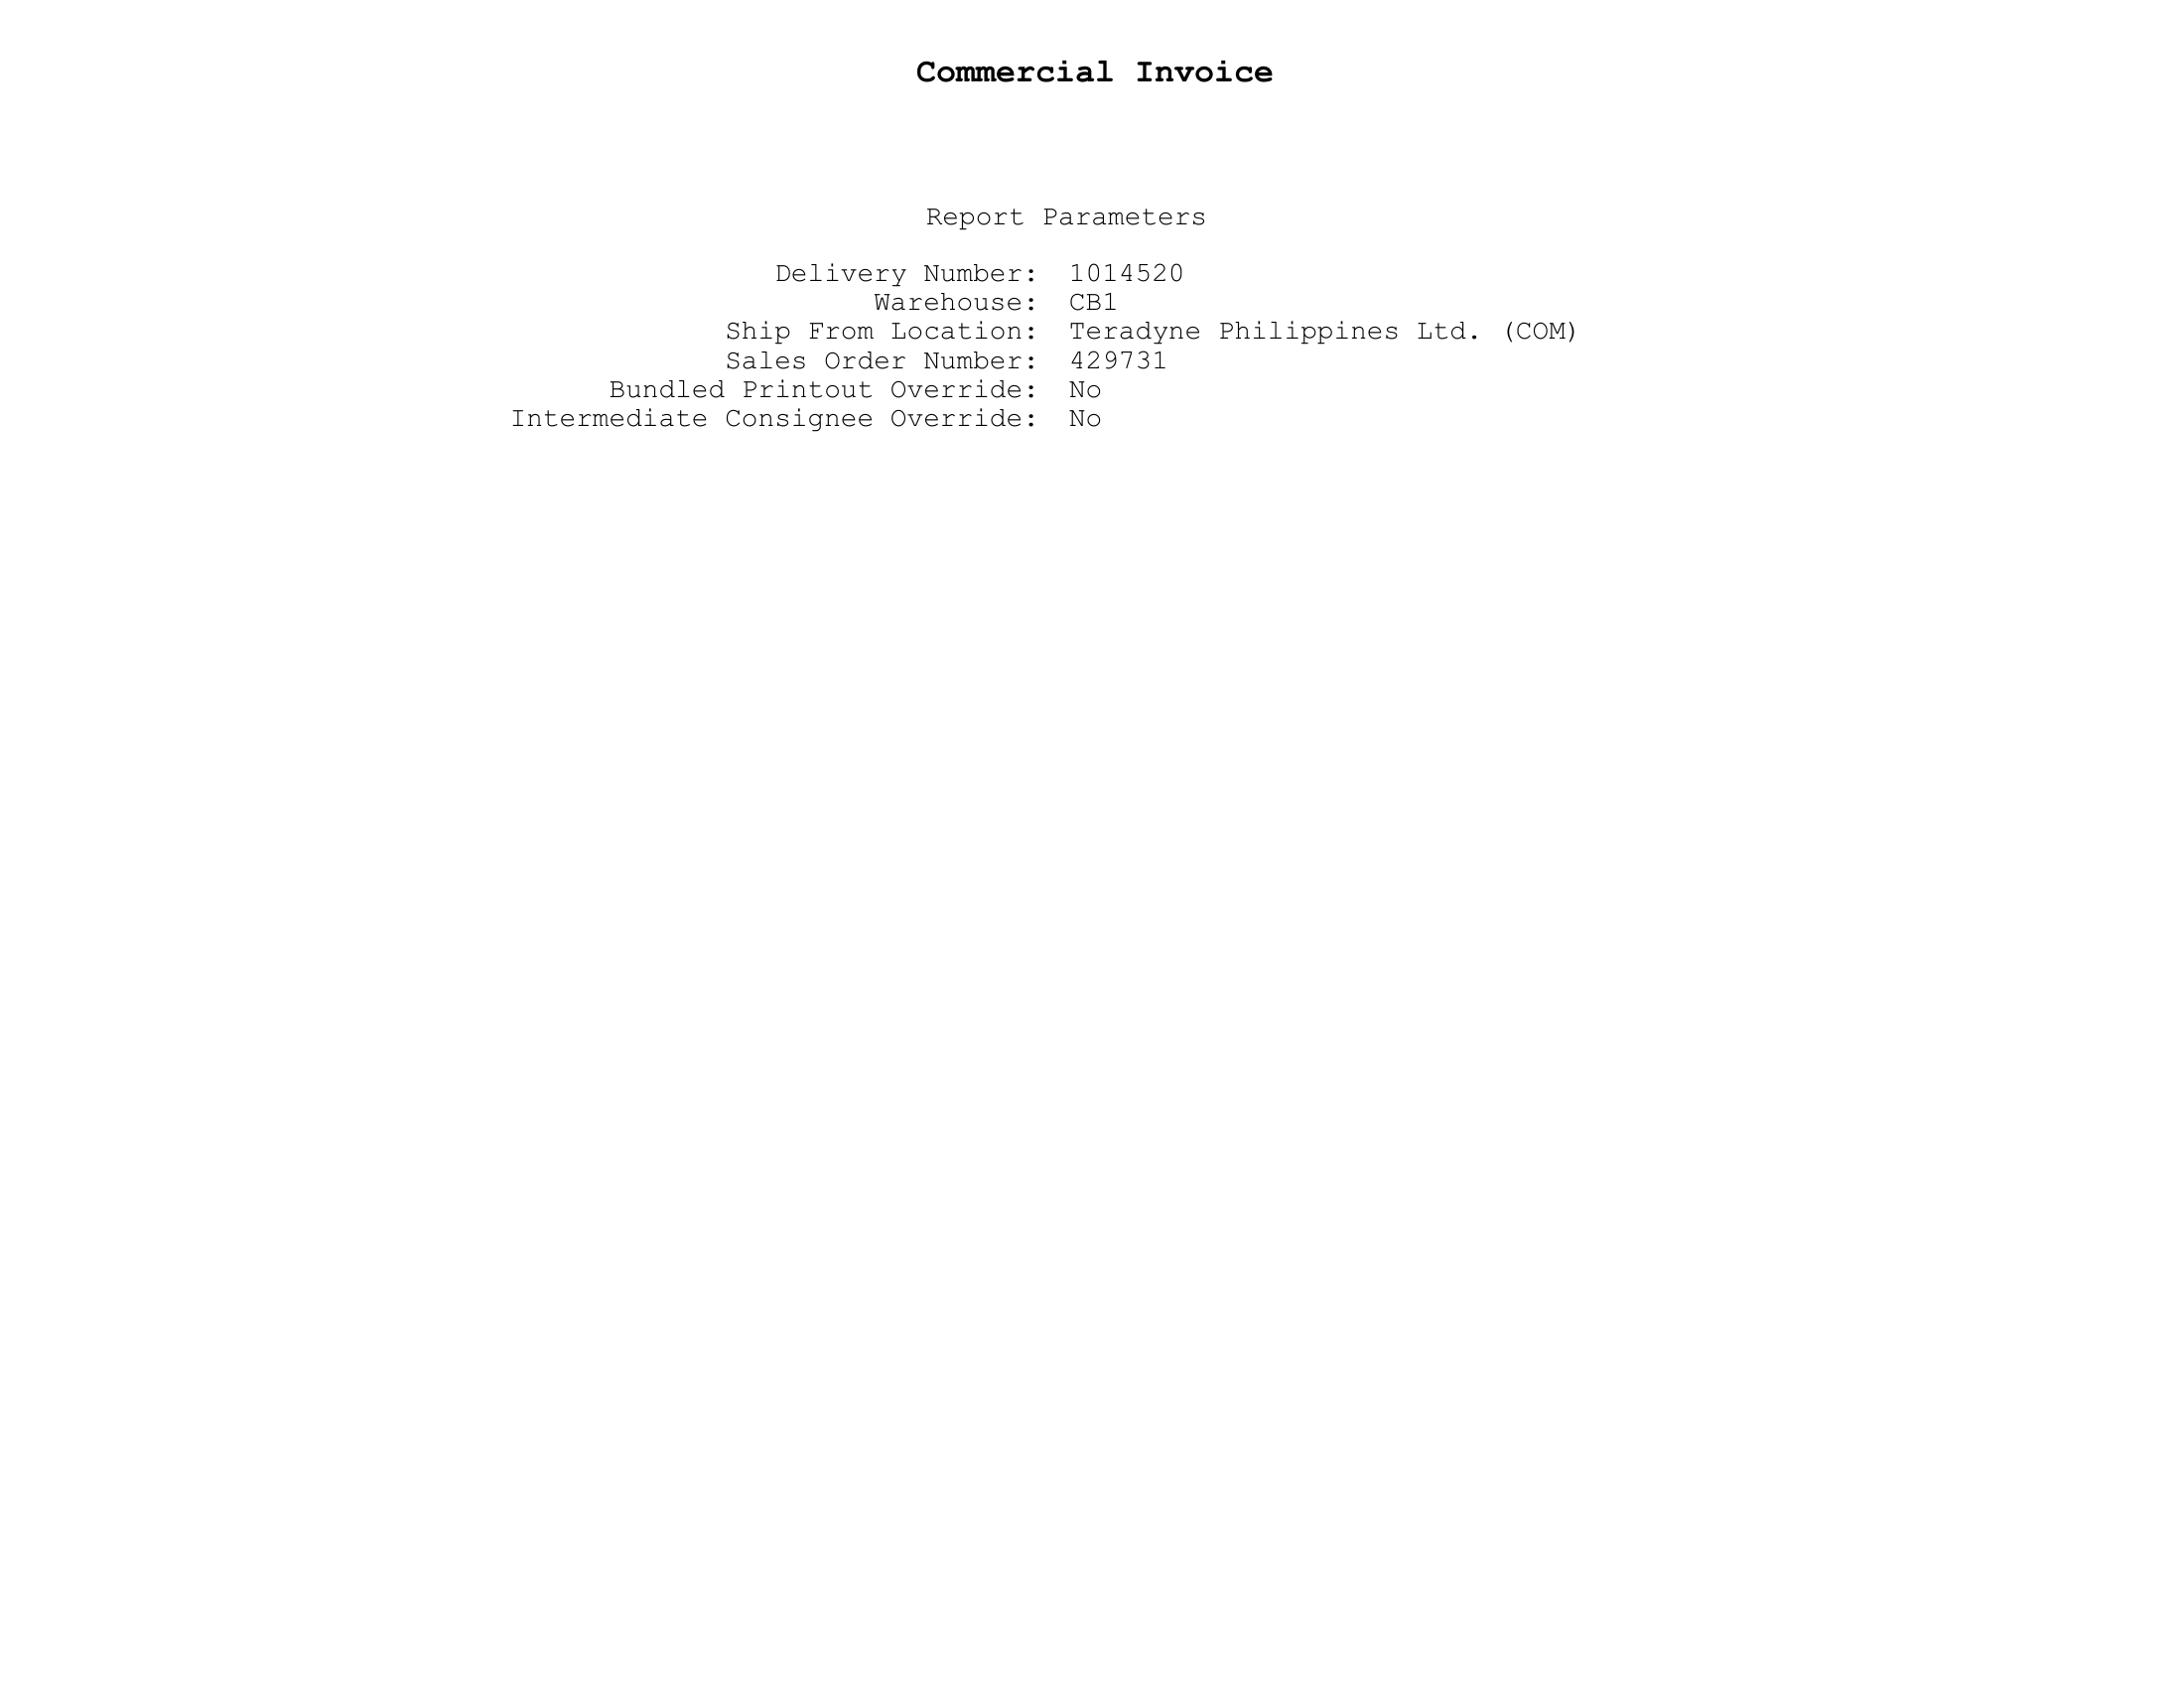 Commercial Invoice
Report Parameters
Delivery Number: 1014520
Warehouse: CB1
Ship From Location: Teradyne Philippines Ltd. (COM)
Sales Order Number: 429731
Bundled Printout Override: No
Intermediate Consignee Override: No